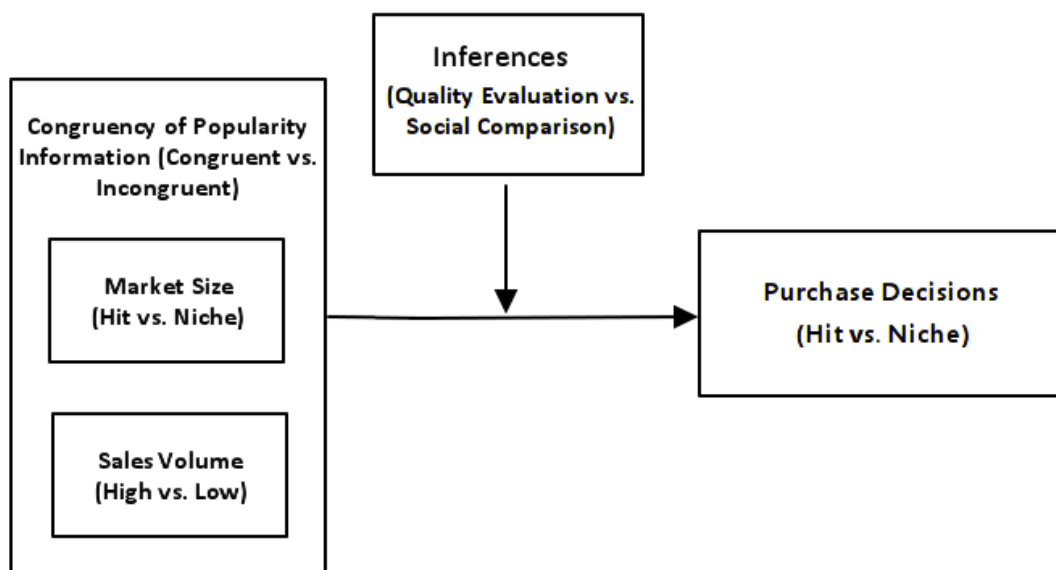 Inferences
(Quality Evaluation vs.
Social Comparison)
Congruency of Popularity
Information (Congruent vs.
Incongruent)
Market Size
(Hit vs. Niche)
Sales Volume
(High vs. Low)
Purchase Decisions
(Hit vs. Niche)